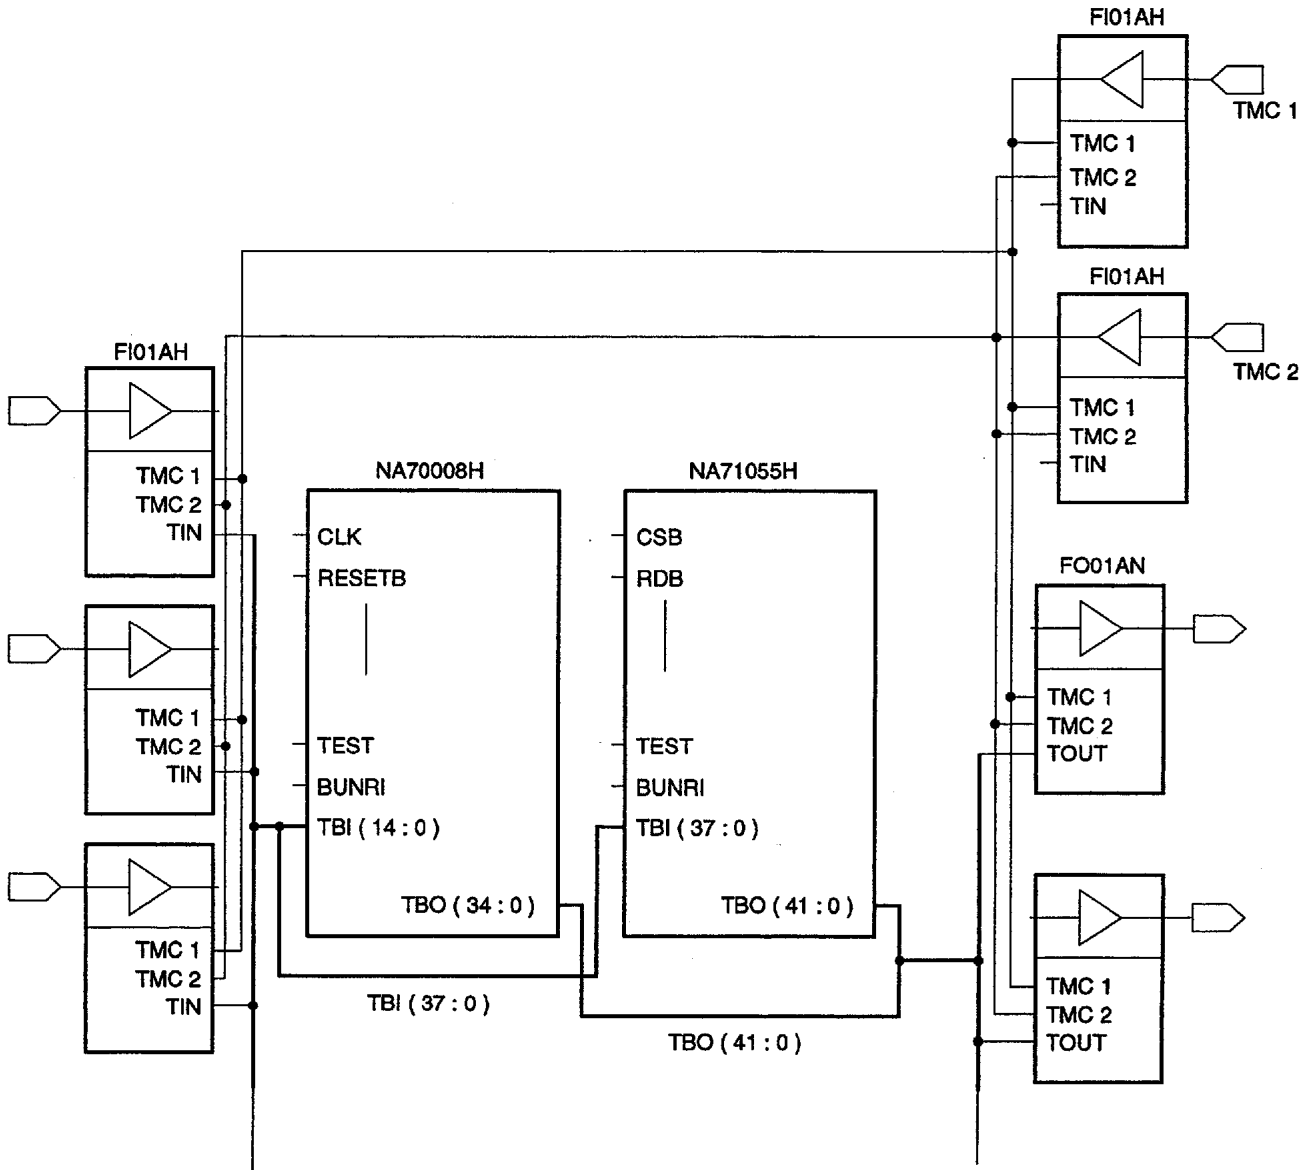 FI01AH
TMC 1
TMC 1
TMC 2
TIN
FI01AH
TMC 2
TMC 1
TMC 2
TIN
FI01AH
TMC 1
TMC 2
TIN
TMC 1
TMC 2
TIN
TMC 1
TMC 2
TIN
NA70008H
CLK
RESETB
TEST
BUNRI
TBI ( 14 : 0 )
TBO ( 34 : 0 )
NA71055H
CSB
RDB
TEST
BUNRI
TBI ( 37 : 0 )
TBO ( 41 : 0 )
TBI ( 37 : 0 )
TBO ( 41 : 0 )
FO01AN
TMC 1
TMC 2
TOUT
TMC 1
TMC 2
TOUT